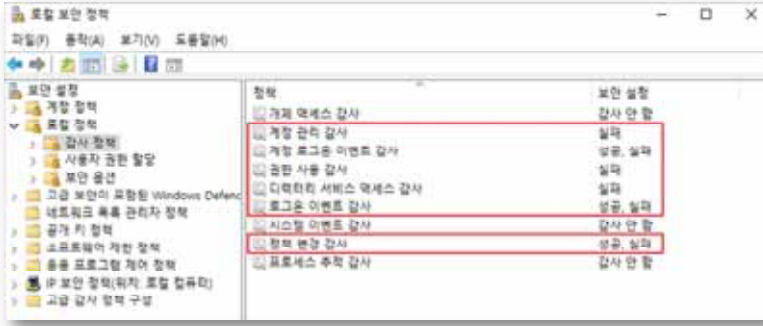 로컬 보안 정책
파일(F) 동작(A) 보기(V) 도움말(H)
보안 설정
계정 정책
로컬 정책
감사 정책
사용자 권한 할당
보안 옵션
고급 보안이 포함된 Windows Defenc
네트워크 목록 관리자 정책
공개 키 정책
소프트웨어 제한 정책
응용 프로그램 제어 정책
IP 보안 정책(위치: 로컬 컴퓨터)
고급 감사 정책 구성
정책 보안 설정
개체 액세스 감사 감사 안 함
계정 관리 감사 실패
계정 로그온 이벤트 감사 성공, 실패
권한 사용 감사 실패
디렉터리 서비스 액세스 감사 실패
로그온 이벤트 감사 성공, 실패
시스템 이벤트 감사 감사 안 함
정책 변경 감사 성공, 실패
프로세스 추적 감사 감사 안 함